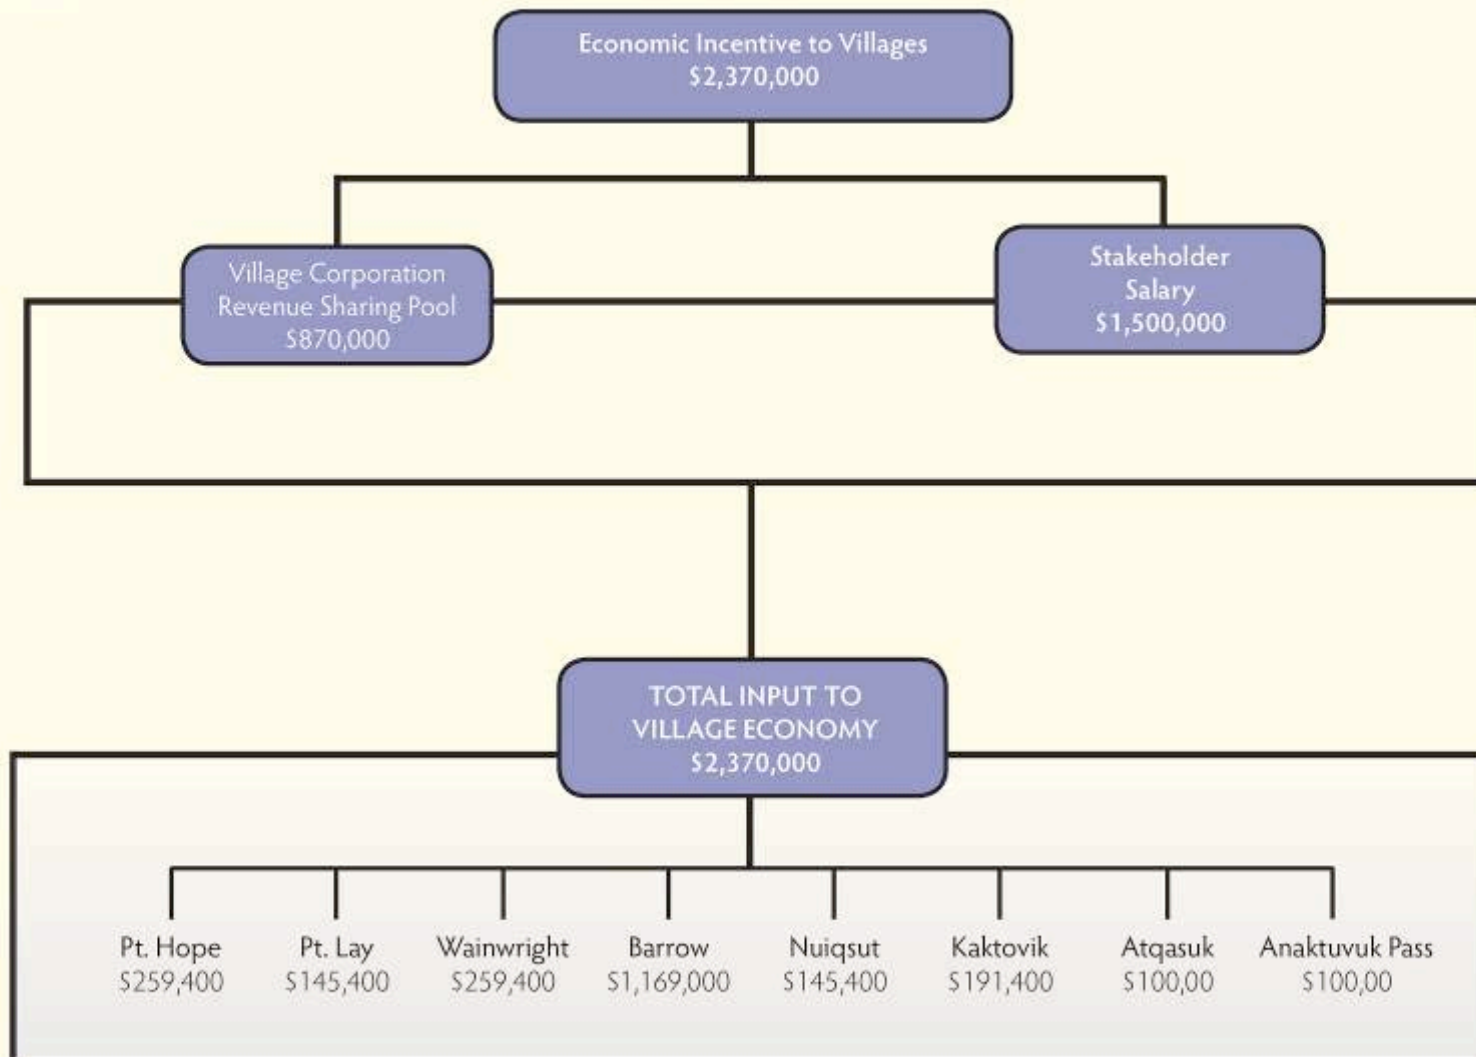 Economic Incentive to Villages
$2,370,000
Village Corporation
Revenue Sharing Pool
$870,000
Stakeholder
Salary
$1,500,000
TOTAL INPUT TO
VILLAGE ECONOMY
$2,370,000
Pt. Hope
$259,400
Pt. Lay
$145,400
Wainwright
$259,400
Barrow
$1,169,000
Nuiqsut
$145,400
Kaktovik
$191,400
Atqasuk
$100,00
Anaktuvuk Pass
$100,00